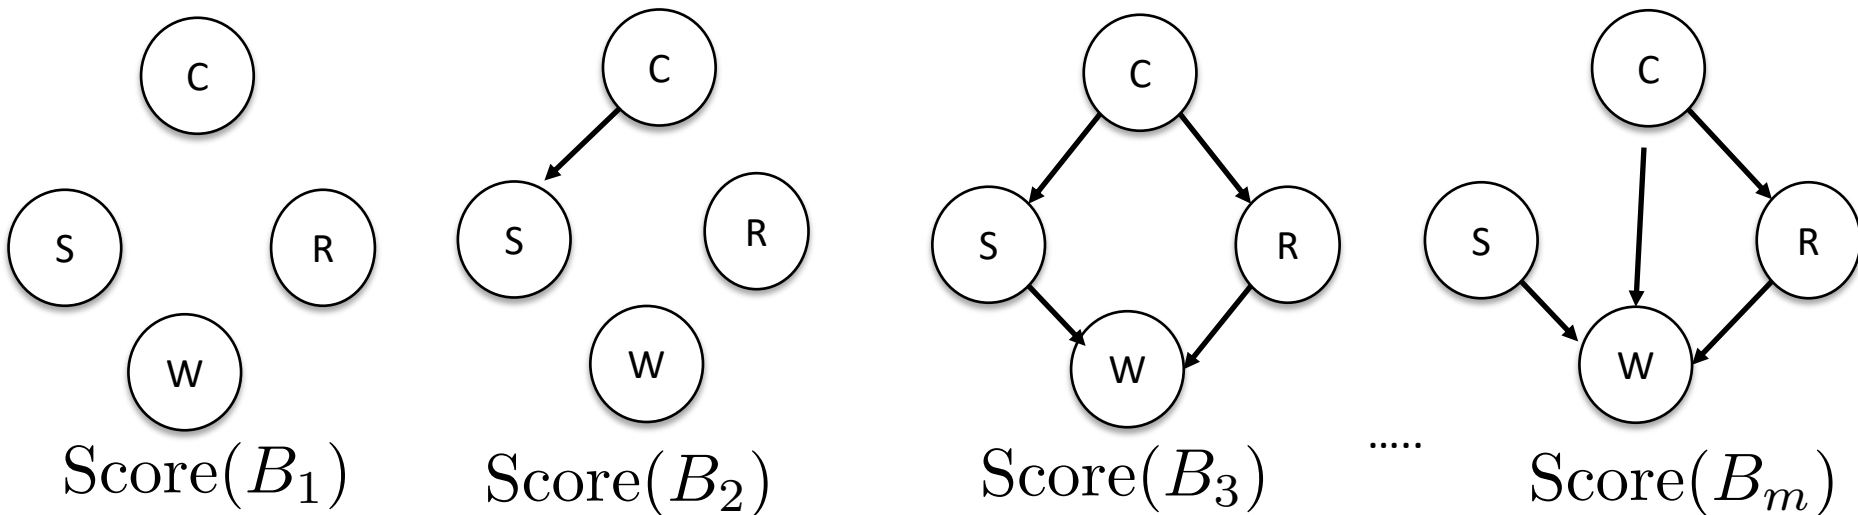 C
S
R
W
Score(B₁)
C
S
R
W
Score(B₂)
C
S
R
W
Score(B₃)
.....
C
S
R
W
Score(Bₘ)